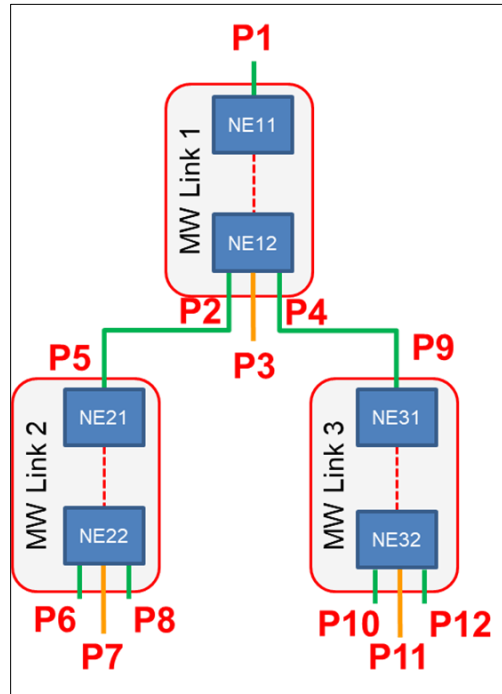 P1
MW Link 1
NE11
NE12
P2
P4
P3
P5
P9
MW Link 2
NE21
MW Link 3
NE31
NE22
NE32
P6
P8
P10
P12
P7
P11